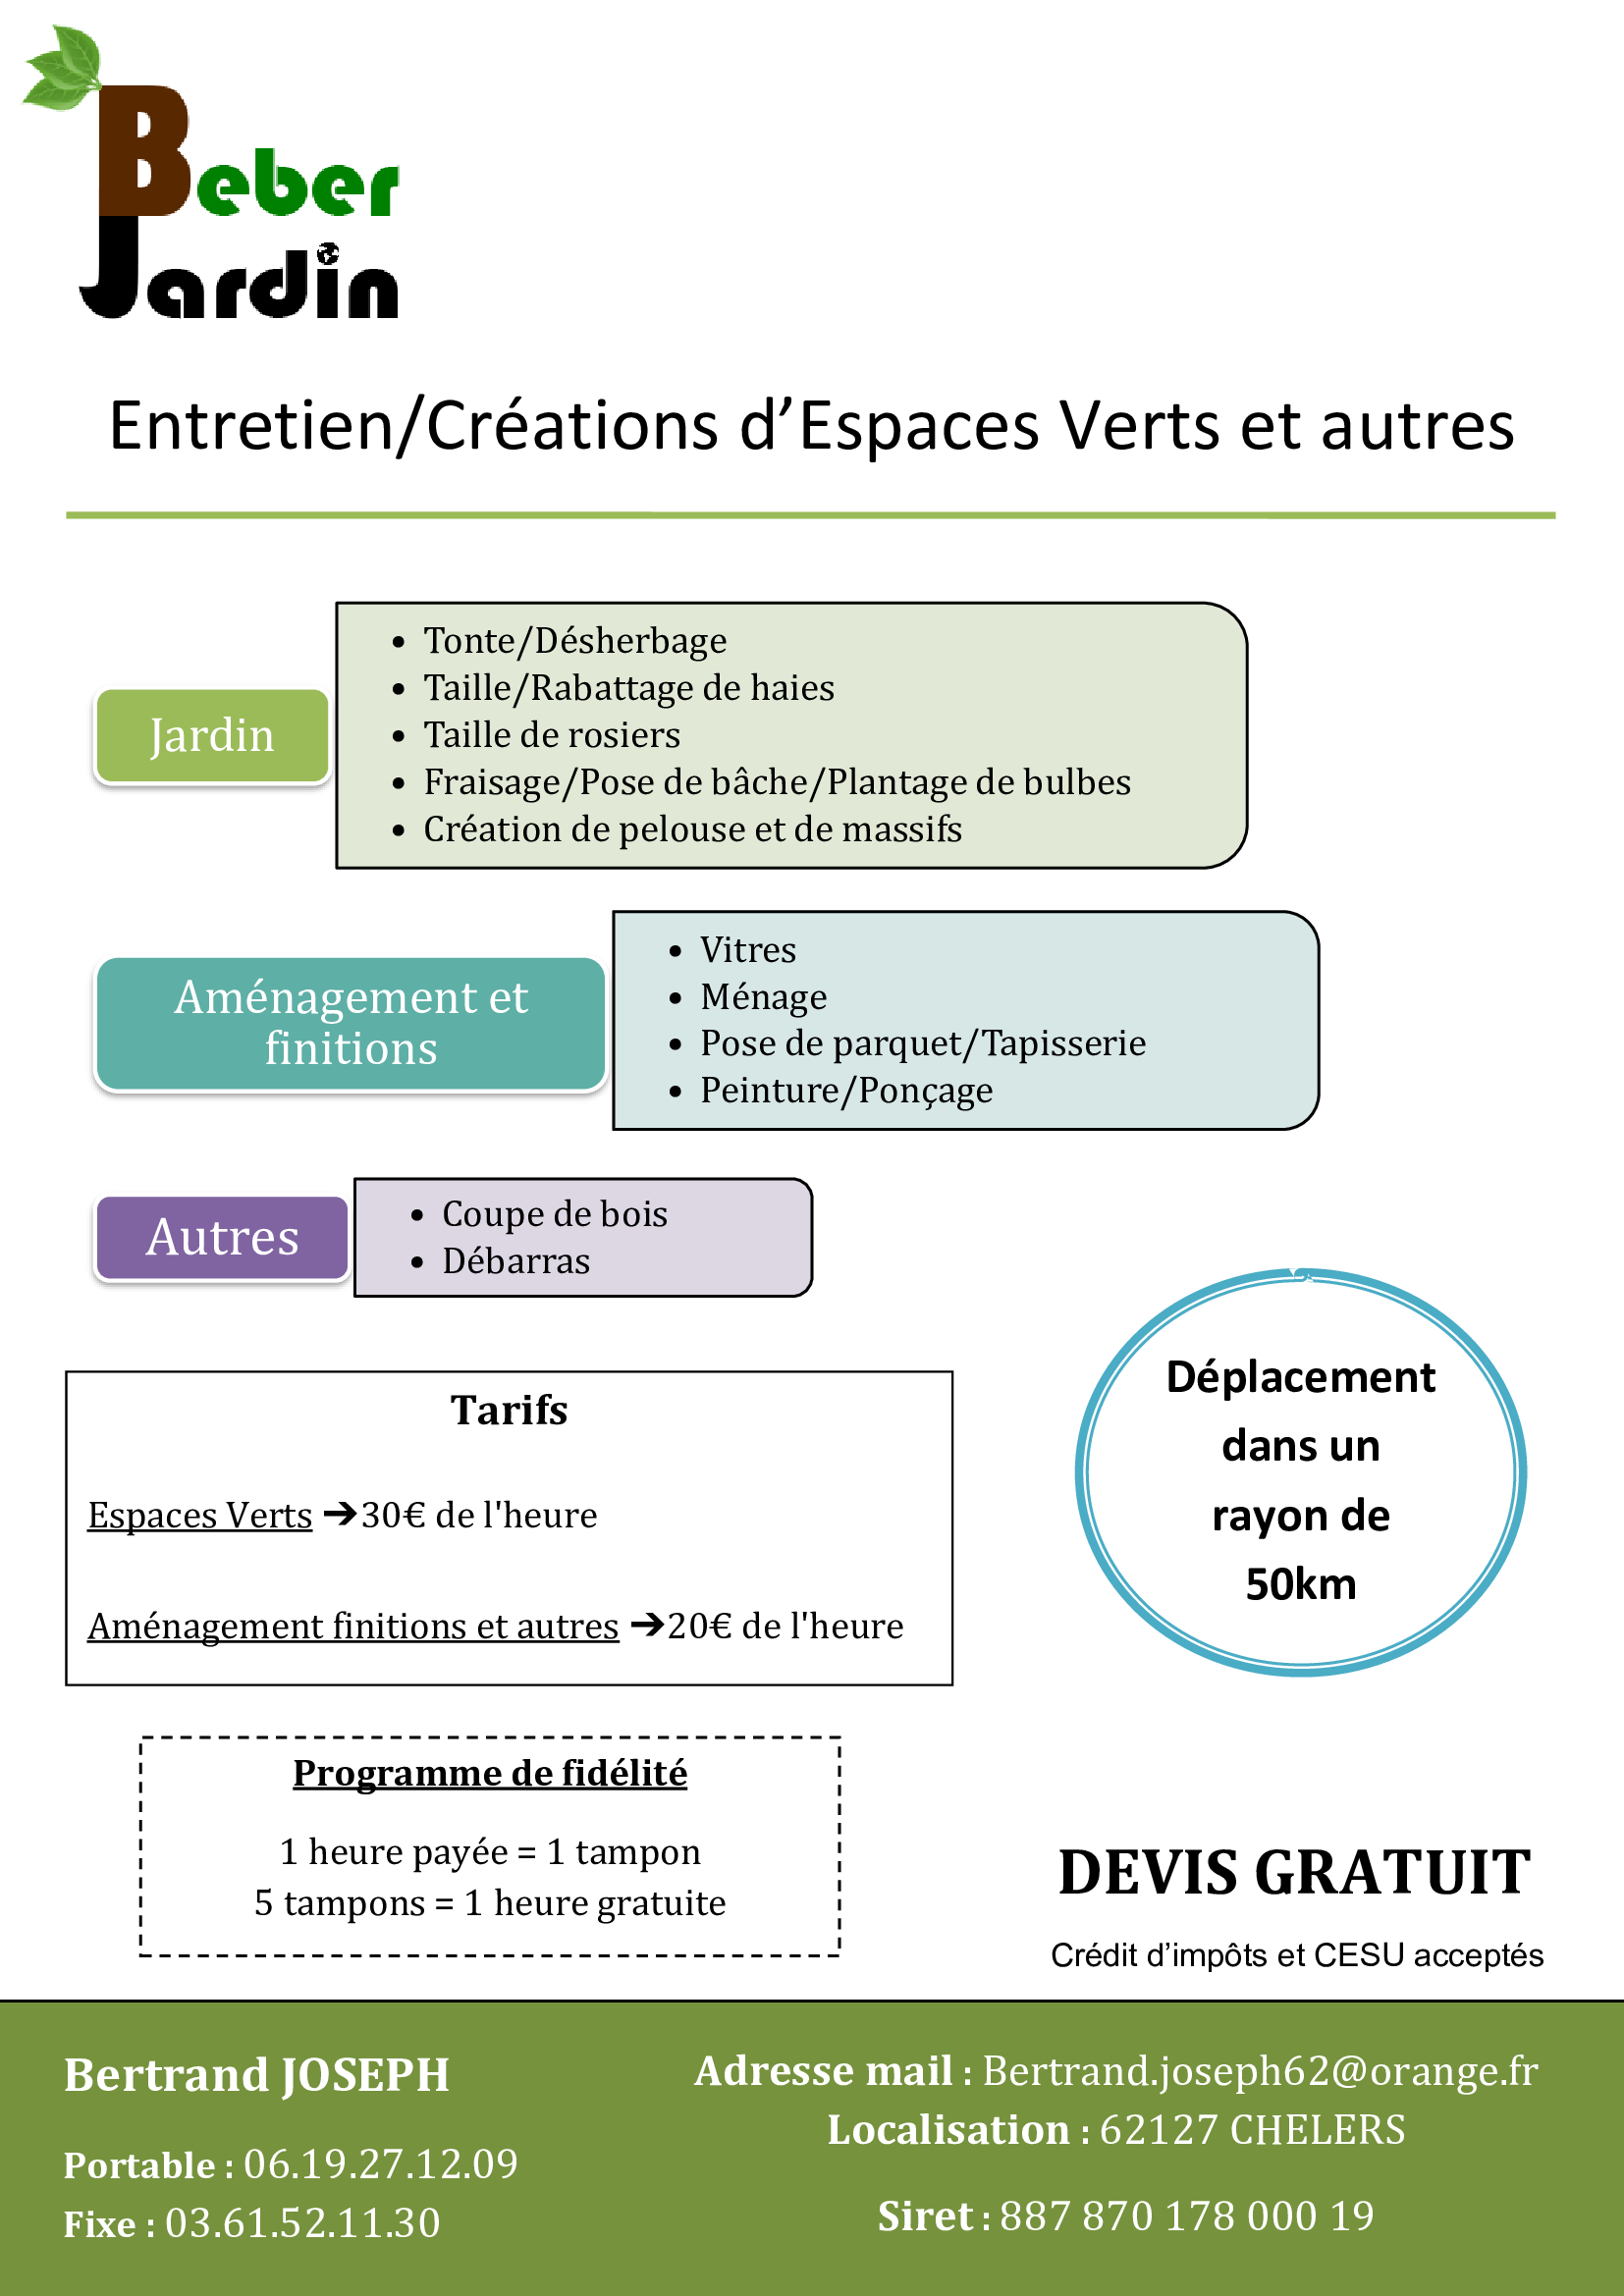 Beber
Jardin
Entretien/Créations d’Espaces Verts et autres
Jardin
• Tonte/Désherbage
• Taille/Rabattage de haies
• Taille de rosiers
• Fraisage/Pose de bâche/Plantage de bulbes
• Création de pelouse et de massifs
Aménagement et
finitions
• Vitres
• Ménage
• Pose de parquet/Tapisserie
• Peinture/Ponçage
Autres
• Coupe de bois
• Débarras
Tarifs
Espaces Verts ➔30€ de l'heure
Aménagement finitions et autres ➔20€ de l'heure
Déplacement
dans un
rayon de
50km
Programme de fidélité
1 heure payée = 1 tampon
5 tampons = 1 heure gratuite
DEVIS GRATUIT
Crédit d’impôts et CESU acceptés
Bertrand JOSEPH
Portable : 06.19.27.12.09
Fixe : 03.61.52.11.30
Adresse mail : Bertrand.joseph62@orange.fr
Localisation : 62127 CHELERS
Siret : 887 870 178 000 19